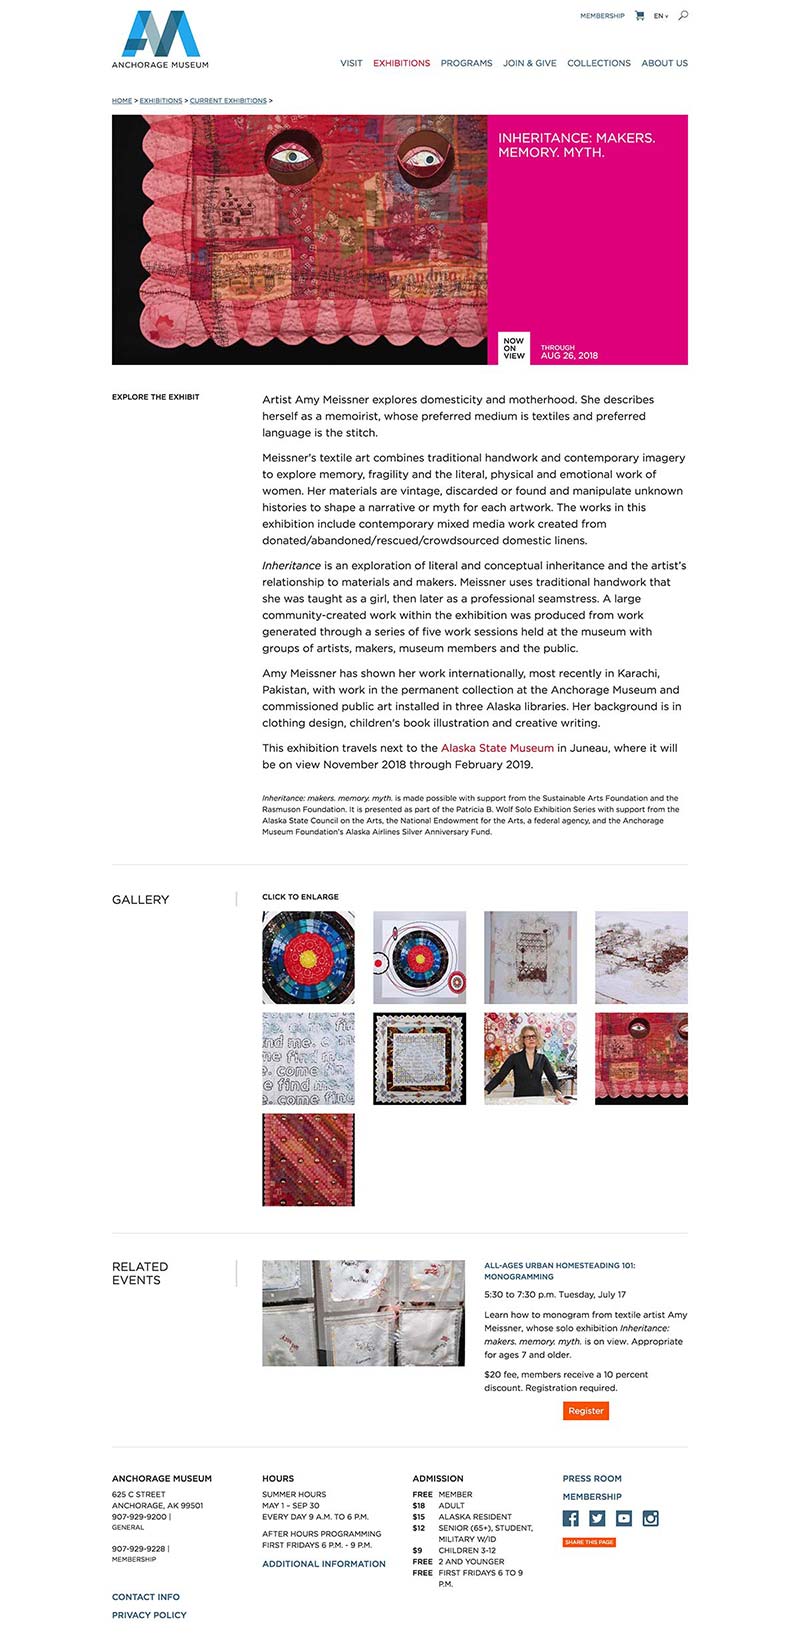 MEMBERSHIP EN
ANCHORAGE MUSEUM
VISIT EXHIBITIONS PROGRAMS JOIN & GIVE COLLECTIONS ABOUT US
HOME > EXHIBITIONS > CURRENT EXHIBITIONS >
INHERITANCE: MAKERS.
MEMORY. MYTH.
NOW
ON
VIEW
THROUGH
AUG 26, 2018
EXPLORE THE EXHIBIT
Artist Amy Meissner explores domesticity and motherhood. She describes
herself as a memoirist, whose preferred medium is textiles and preferred
language is the stitch.
Meissner's textile art combines traditional handwork and contemporary imagery
to explore memory, fragility and the literal, physical and emotional work of
women. Her materials are vintage, discarded or found and manipulate unknown
histories to shape a narrative or myth for each artwork. The works in this
exhibition include contemporary mixed media work created from
donated/abandoned/rescued/crowdsourced domestic linens.
Inheritance is an exploration of literal and conceptual inheritance and the artist's
relationship to materials and makers. Meissner uses traditional handwork that
she was taught as a girl, then later as a professional seamstress. A large
community-created work within the exhibition was produced from work
generated through a series of five work sessions held at the museum with
groups of artists, makers, museum members and the public.
Amy Meissner has shown her work internationally, most recently in Karachi,
Pakistan, with work in the permanent collection at the Anchorage Museum and
commissioned public art installed in three Alaska libraries. Her background is in
clothing design, children's book illustration and creative writing.
This exhibition travels next to the Alaska State Museum in Juneau, where it will
be on view November 2018 through February 2019.
Inheritance: makers. memory. myth. is made possible with support from the Sustainable Arts Foundation and the
Rasmuson Foundation. It is presented as part of the Patricia B. Wolf Solo Exhibition Series with support from the
Alaska State Council on the Arts, the National Endowment for the Arts, a federal agency, and the Anchorage
Museum Foundation's Alaska Airlines Silver Anniversary Fund.
GALLERY
CLICK TO ENLARGE
find
find me. come
me. come find
come find me.
e find me. co
e. come find
RELATED
EVENTS
ALL-AGES URBAN HOMESTEADING 101:
MONOGRAMMING
5:30 to 7:30 p.m. Tuesday, July 17
Learn how to monogram from textile artist Amy
Meissner, whose solo exhibition Inheritance:
makers. memory. myth. is on view. Appropriate
for ages 7 and older.
$20 fee, members receive a 10 percent
discount. Registration required.
Register
ANCHORAGE MUSEUM
625 C STREET
ANCHORAGE, AK 99501
907-929-9200 |
GENERAL
907-929-9228 |
MEMBERSHIP
CONTACT INFO
PRIVACY POLICY
HOURS
SUMMER HOURS
MAY 1 – SEP 30
EVERY DAY 9 A.M. TO 6 P.M.
AFTER HOURS PROGRAMMING
FIRST FRIDAYS 6 P.M. - 9 P.M.
ADDITIONAL INFORMATION
ADMISSION
FREE MEMBER
$18 ADULT
$15 ALASKA RESIDENT
$12 SENIOR (65+), STUDENT,
MILITARY W/ID
$9 CHILDREN 3-12
FREE 2 AND YOUNGER
FREE FIRST FRIDAYS 6 TO 9
P.M.
PRESS ROOM
MEMBERSHIP
SHARE THIS PAGE